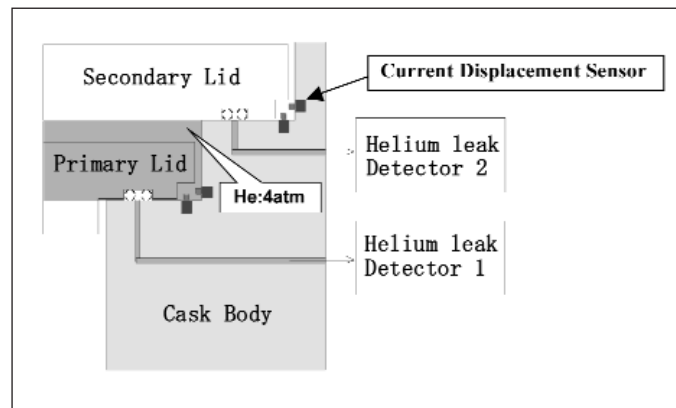 Secondary Lid
Current Displacement Sensor
Primary Lid
He:4atm
Helium leak
Detector 2
Helium leak
Detector 1
Cask Body